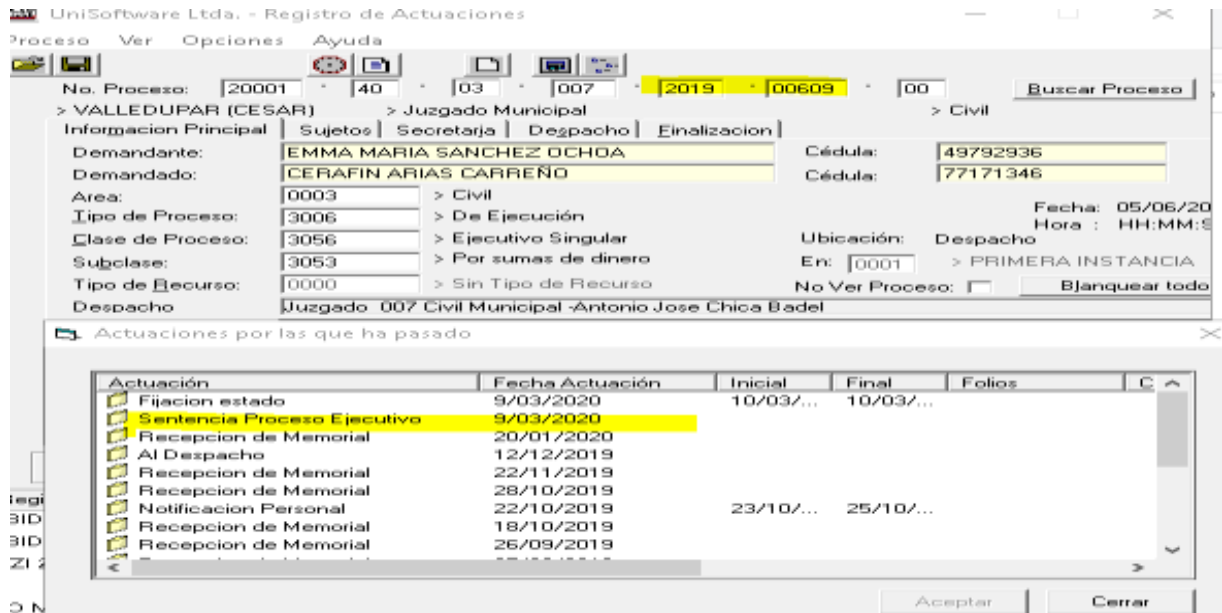 UniSoftware Ltda. - Registro de Actuaciones
Proceso Ver Opciones Ayuda
No. Proceso: 20001 - 40 - 03 - 007 - 2019 - 00609 - 00 Buscar Proceso
> VALLEDUPAR (CESAR) > Juzgado Municipal > Civil
Informacion Principal Sujetos Secretaria Despacho Finalizacion
Demandante: EMMA MARIA SANCHEZ OCHOA Cédula: 49792936
Demandado: CERAFIN ARIAS CARREÑO Cédula: 77171346
Area: 0003 > Civil
Fecha: 05/06/20
Tipo de Proceso: 3006 > De Ejecución
Hora : HH:MM:S
Clase de Proceso: 3056 > Ejecutivo Singular Ubicación: Despacho
Subclase: 3053 > Por sumas de dinero En: 0001 > PRIMERA INSTANCIA
Tipo de Recurso: 0000 > Sin Tipo de Recurso No Ver Proceso: Blanquear todo
Despacho Juzgado 007 Civil Municipal -Antonio Jose Chica Badel
Actuaciones por las que ha pasado
Actuación Fecha Actuación Inicial Final Folios C
Fijacion estado 9/03/2020 10/03/... 10/03/...
Sentencia Proceso Ejecutivo 9/03/2020
Recepcion de Memorial 20/01/2020
Al Despacho 12/12/2019
Recepcion de Memorial 22/11/2019
Recepcion de Memorial 28/10/2019
Notificacion Personal 22/10/2019 23/10/... 25/10/...
Recepcion de Memorial 18/10/2019
Recepcion de Memorial 26/09/2019
Aceptar Cerrar